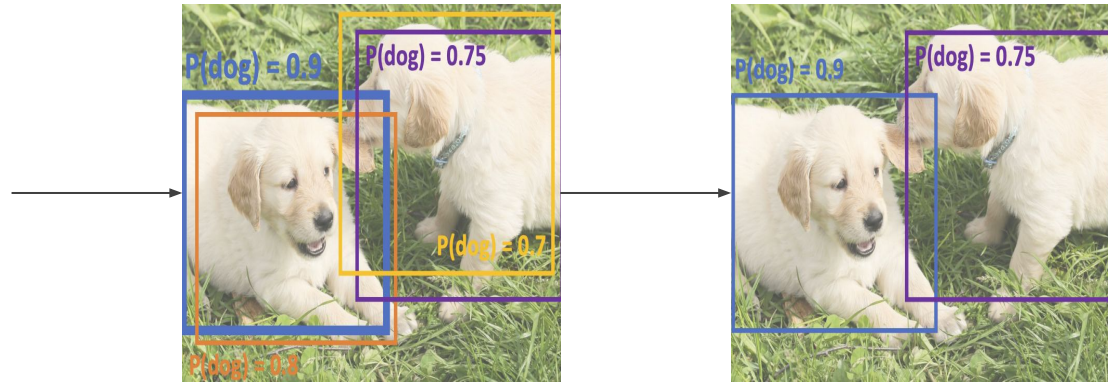 P(dog) = 0.9
P(dog) = 0.75
P(dog) = 0.7
P(dog) = 0.8
P(dog) = 0.9
P(dog) = 0.75